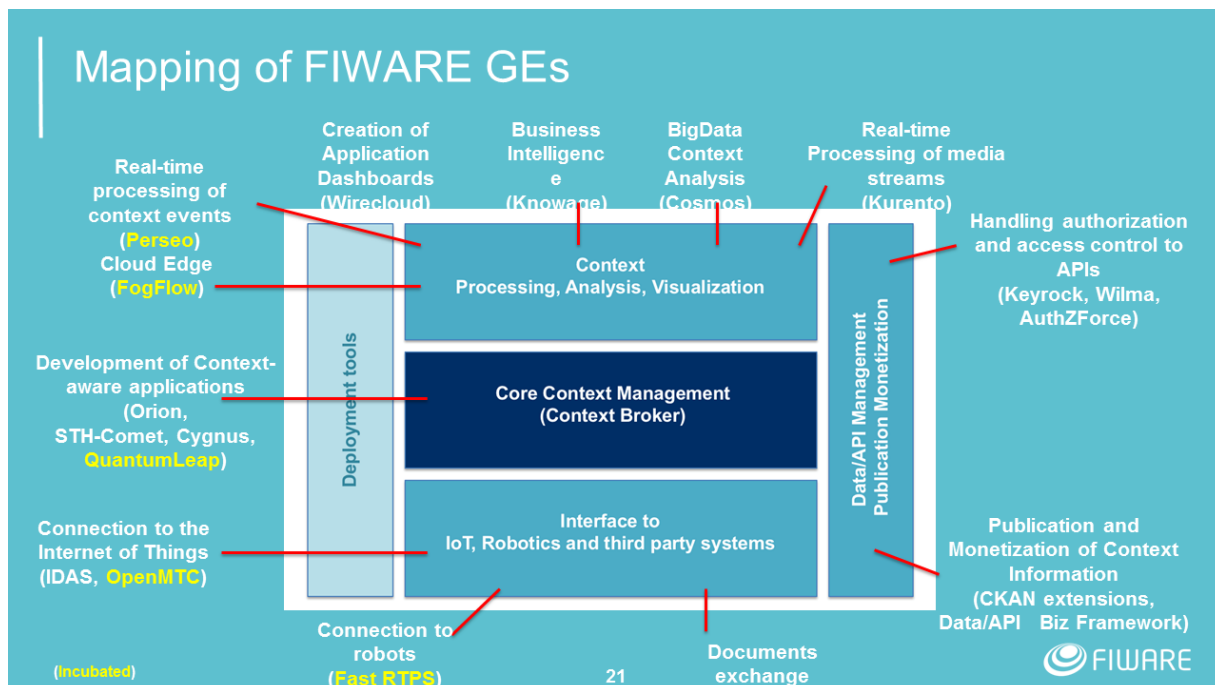 Mapping of FIWARE GEs
Creation of
Application
Dashboards
(Wirecloud)
Business
Intelligenc
e
(Knowage)
BigData
Context
Analysis
(Cosmos)
Real-time
Processing of media
streams
(Kurento)
Real-time
processing of
context events
(Perseo)
Cloud Edge
(FogFlow)
Handling authorization
and access control to
APIs
(Keyrock, Wilma,
AuthZForce)
Context
Processing, Analysis, Visualization
Development of Context-
aware applications
(Orion,
STH-Comet, Cygnus,
QuantumLeap)
Deployment tools
Core Context Management
(Context Broker)
Data/API Management
Publication Monetization
Connection to the
Internet of Things
(IDAS, OpenMTC)
Interface to
IoT, Robotics and third party systems
Publication and
Monetization of Context
Information
(CKAN extensions,
Data/API Biz Framework)
Connection to
robots
(Fast RTPS)
Documents
exchange
(Incubated)
21
FIWARE